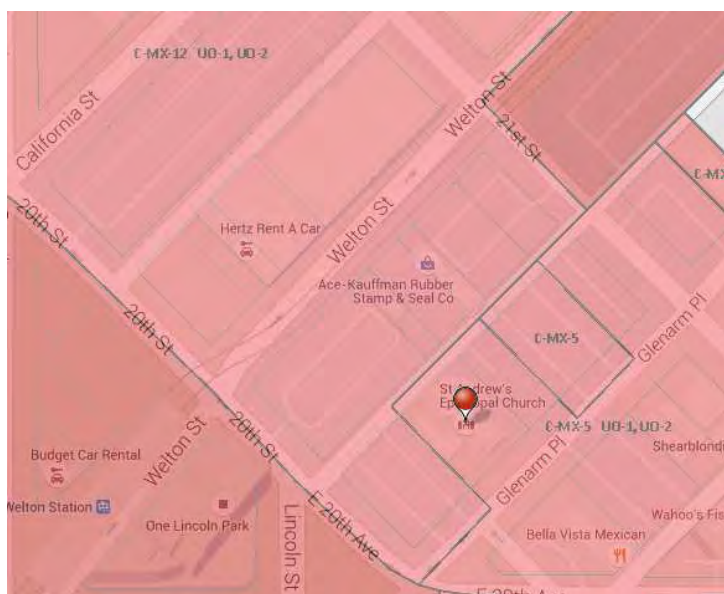 C-MX-12 UO-1, UO-2
California St
Welton St
21st St
C-MX
20th St
Hertz Rent A Car
Welton St
Ace-Kauffman Rubber
Stamp & Seal Co
20th St
C-MX-5
Glenarm Pl
St Andrew's
Episcopal Church
C-MX-5 UO-1, UO-2
Welton St
20th St
Shearblondi
Budget Car Rental
Glenarm Pl
Welton Station
One Lincoln Park
Lincoln St
E 20th Ave
Wahoo's Fis
Bella Vista Mexican
E 20th A